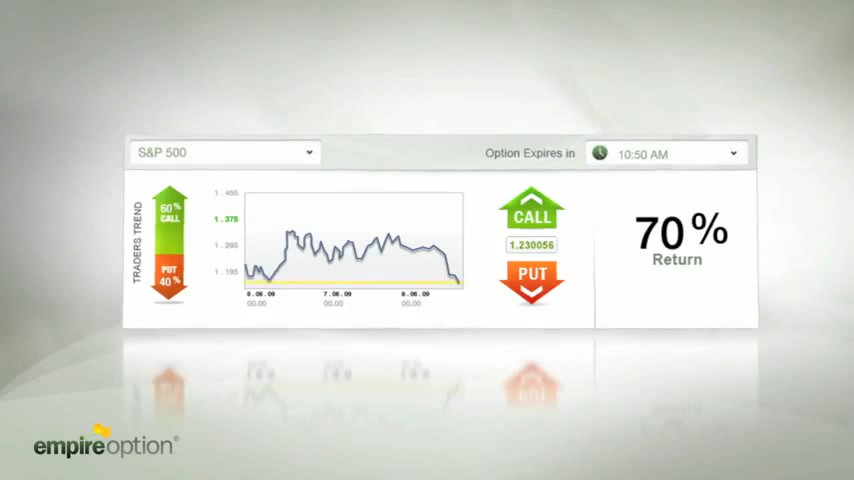 S&P 500
Option Expires in
10:50 AM
TRADERS TREND
60%
CALL
PUT
40%
1 . 455
1. 375
1 . 295
1 . 195
6.06.09
00.00
7.06.09
00.00
8.06.09
00.00
CALL
1.230056
PUT
70%
Return
empireoption®